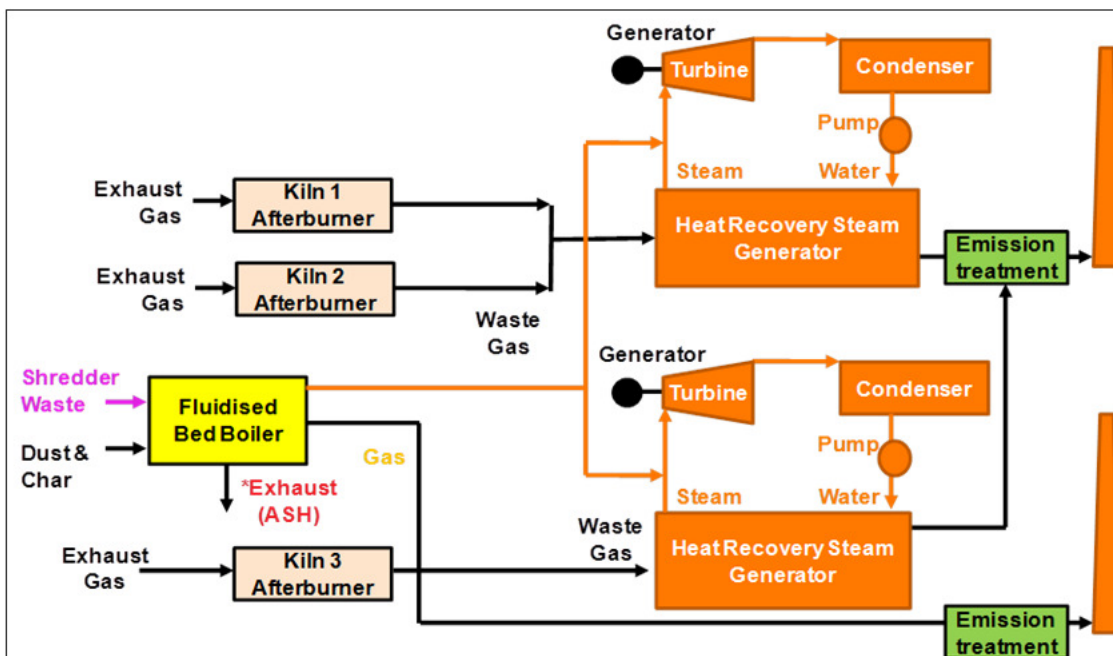 Generator
Turbine
Condenser
Pump
Steam
Water
Exhaust
Gas
Kiln 1
Afterburner
Heat Recovery Steam
Generator
Emission
treatment
Exhaust
Gas
Kiln 2
Afterburner
Waste
Gas
Generator
Turbine
Condenser
Shredder
Waste
Fluidised
Bed Boiler
Dust &
Char
Gas
Pump
*Exhaust
(ASH)
Steam
Water
Waste
Gas
Exhaust
Gas
Kiln 3
Afterburner
Heat Recovery Steam
Generator
Emission
treatment